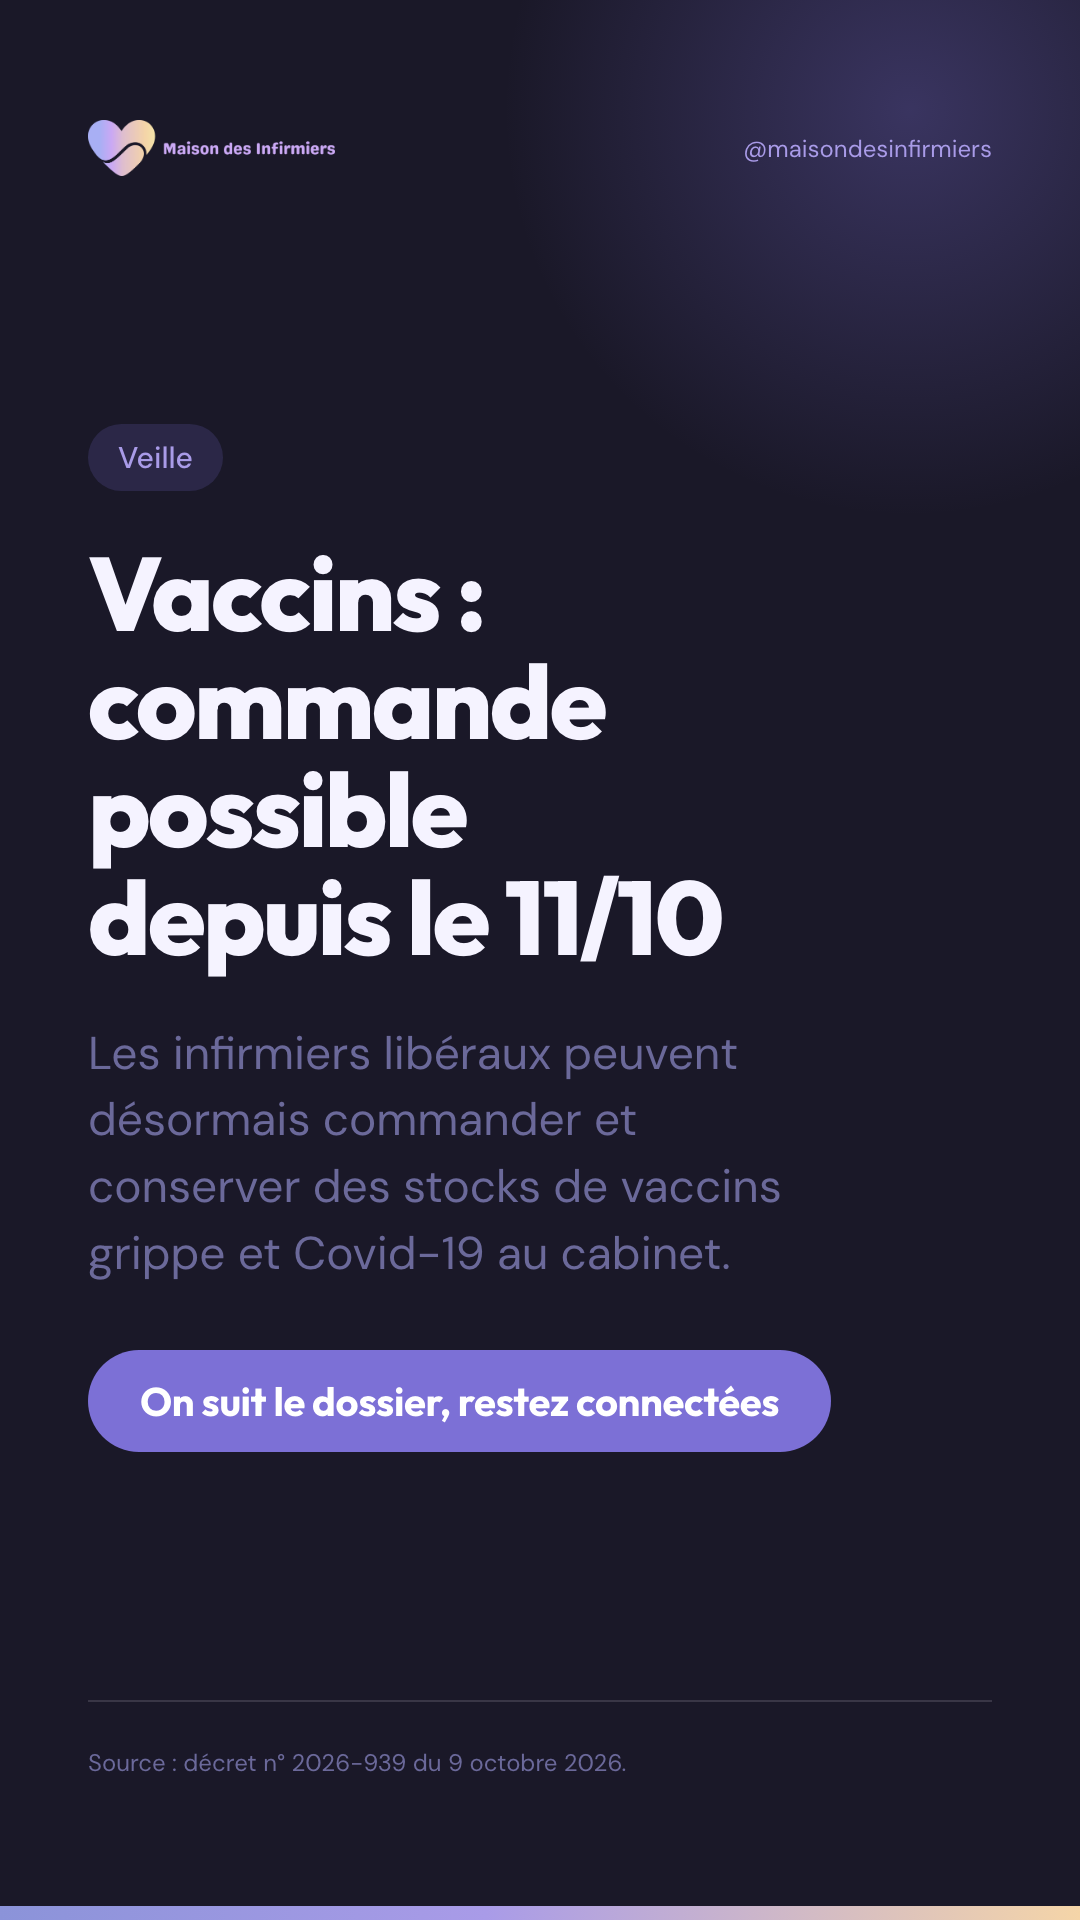 Maison des Infirmiers
@maisondesinfirmiers
Veille
Vaccins :
commande
possible
depuis le 11/10
Les infirmiers libéraux peuvent
désormais commander et
conserver des stocks de vaccins
grippe et Covid-19 au cabinet.
On suit le dossier, restez connectées
Source : décret n° 2026-939 du 9 octobre 2026.